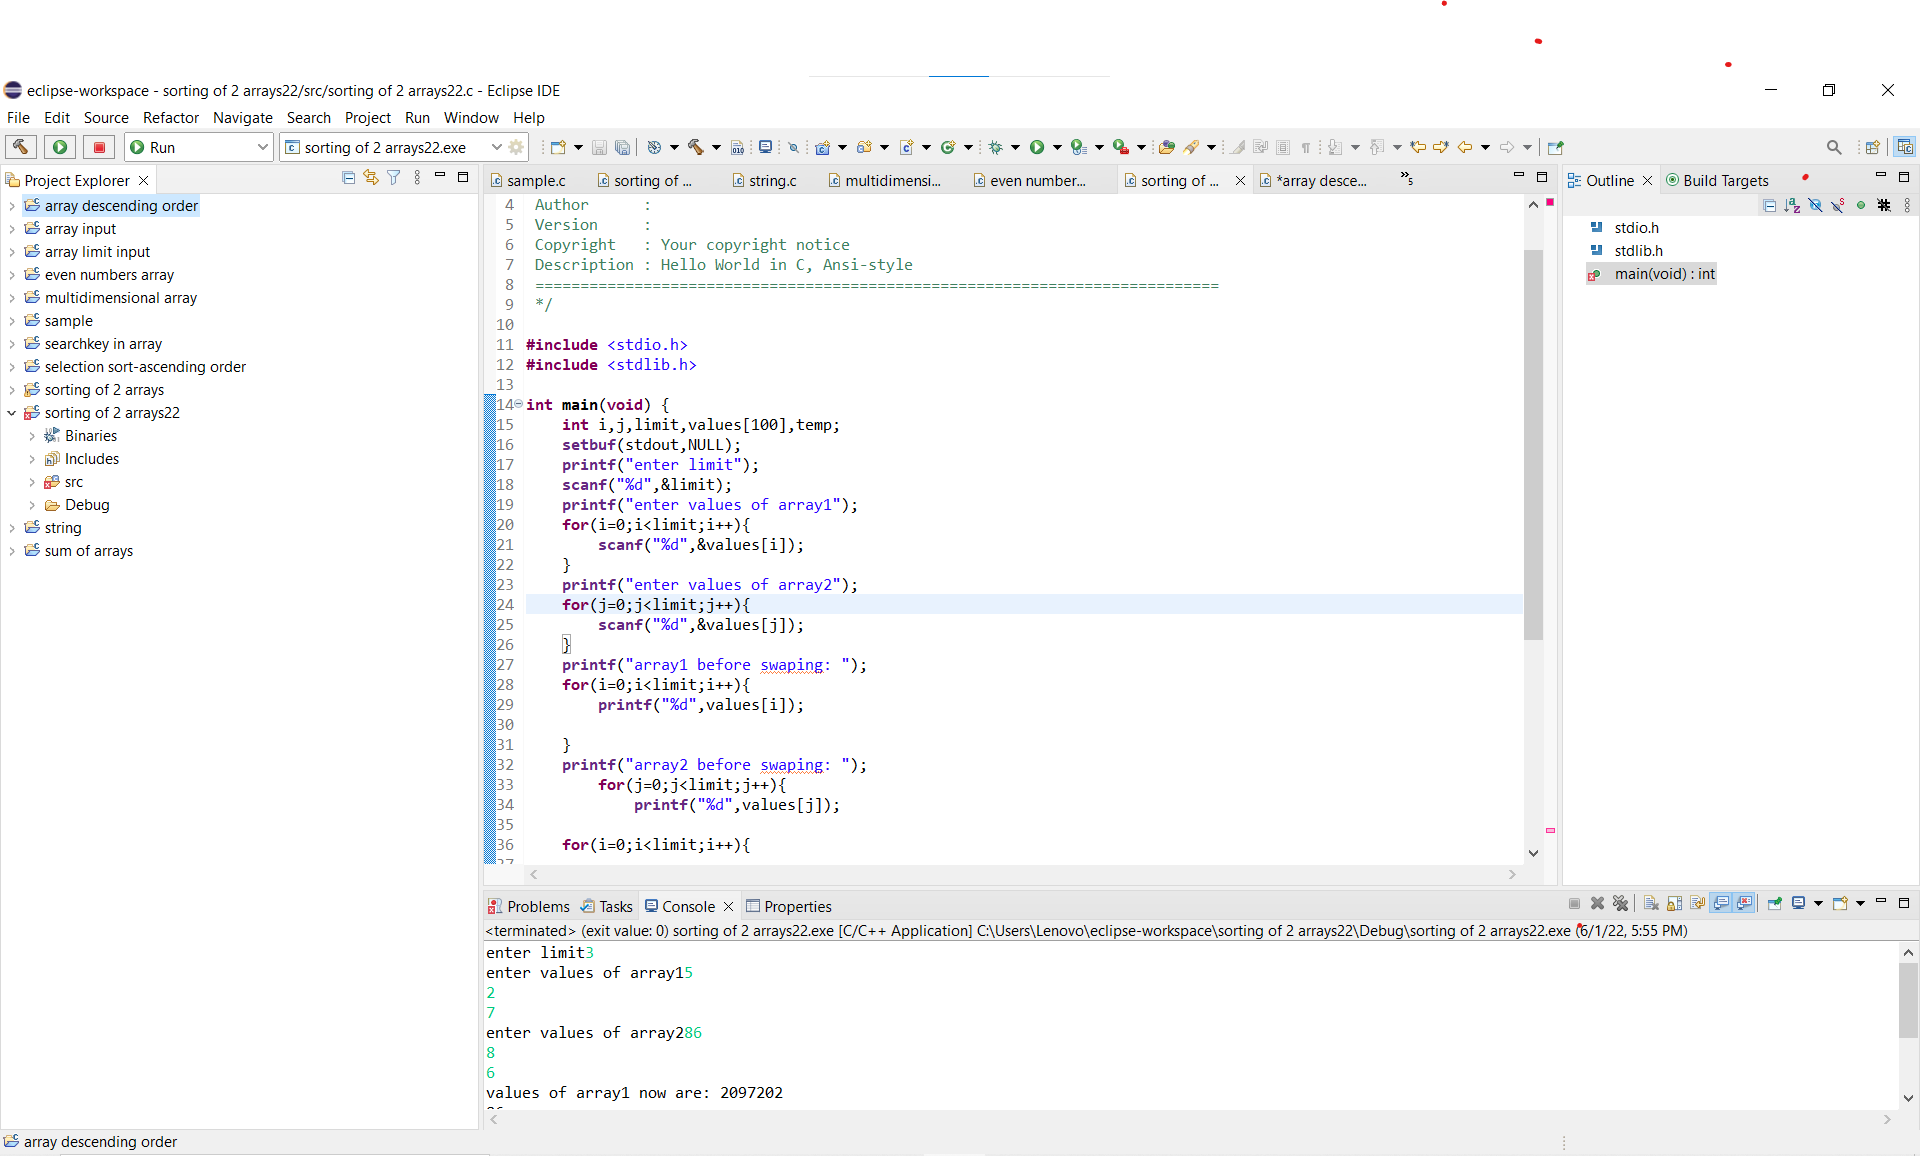 eclipse-workspace - sorting of 2 arrays22/src/sorting of 2 arrays22.c - Eclipse IDE
File Edit Source Refactor Navigate Search Project Run Window Help
Run
sorting of 2 arrays22.exe
Project Explorer
array descending order
array input
array limit input
even numbers array
multidimensional array
sample
searchkey in array
selection sort-ascending order
sorting of 2 arrays
sorting of 2 arrays22
Binaries
Includes
src
Debug
string
sum of arrays
sample.c
sorting of ...
string.c
multidimensi...
even number...
sorting of ...
*array desce...
»5
4 Author :
5 Version :
6 Copyright : Your copyright notice
7 Description : Hello World in C, Ansi-style
8 ============================================================================
9 */
10
11 #include <stdio.h>
12 #include <stdlib.h>
13
14 int main(void) {
15 int i,j,limit,values[100],temp;
16 setbuf(stdout,NULL);
17 printf("enter limit");
18 scanf("%d",&limit);
19 printf("enter values of array1");
20 for(i=0;i<limit;i++){
21 scanf("%d",&values[i]);
22 }
23 printf("enter values of array2");
24 for(j=0;j<limit;j++){
25 scanf("%d",&values[j]);
26 }
27 printf("array1 before swaping: ");
28 for(i=0;i<limit;i++){
29 printf("%d",values[i]);
30
31 }
32 printf("array2 before swaping: ");
33 for(j=0;j<limit;j++){
34 printf("%d",values[j]);
35
36 for(i=0;i<limit;i++){
Outline
Build Targets
stdio.h
stdlib.h
main(void) : int
Problems
Tasks
Console
Properties
<terminated> (exit value: 0) sorting of 2 arrays22.exe [C/C++ Application] C:\Users\Lenovo\eclipse-workspace\sorting of 2 arrays22\Debug\sorting of 2 arrays22.exe (6/1/22, 5:55 PM)
enter limit3
enter values of array15
2
7
enter values of array286
8
6
values of array1 now are: 2097202
array descending order